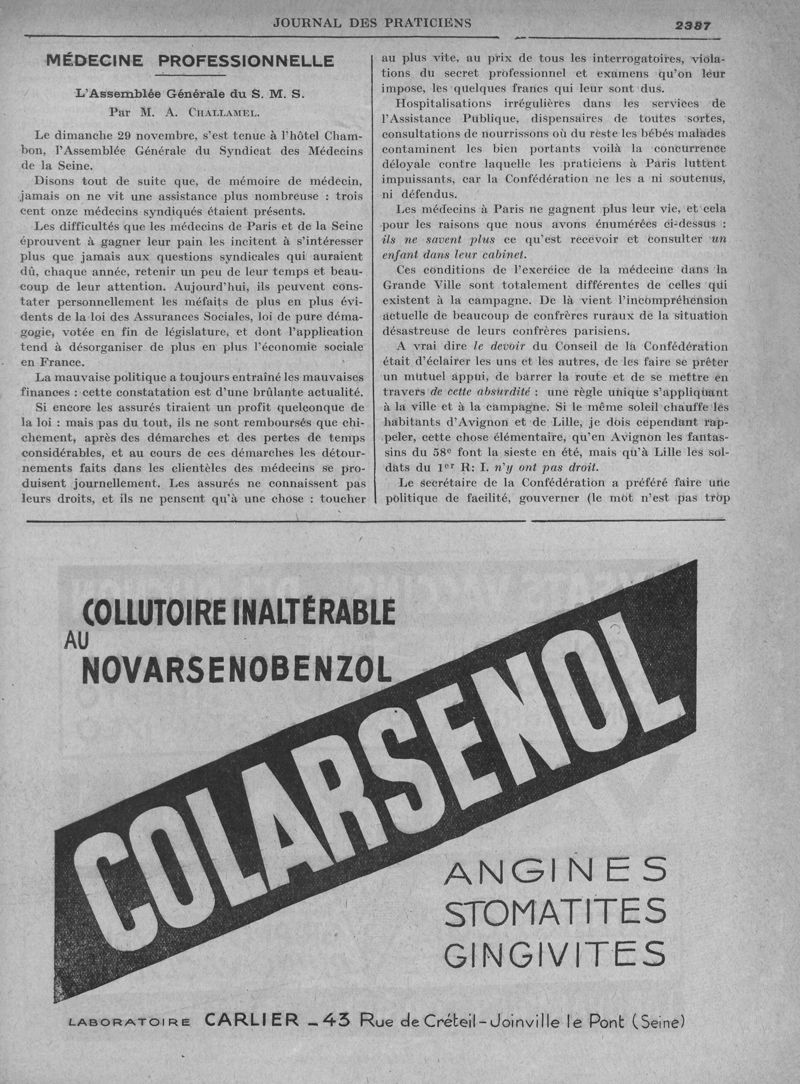 JOURNAL DES PRATICIENS 2387
MÉDECINE PROFESSIONNELLE
L'Assemblée Générale du S. M. S.
Par M. A. CHALLAMEL.
Le dimanche 29 novembre, s'est tenue à l'hôtel Cham-
bon, l'Assemblée Générale du Syndicat des Médecins
de la Seine.
Disons tout de suite que, de mémoire de médecin,
jamais on ne vit une assistance plus nombreuse : trois
cent onze médecins syndiqués étaient présents.
Les difficultés que les médecins de Paris et de la Seine
éprouvent à gagner leur pain les incitent à s'intéresser
plus que jamais aux questions syndicales qui auraient
dû, chaque année, retenir un peu de leur temps et beau-
coup de leur attention. Aujourd'hui, ils peuvent cons-
tater personnellement les méfaits de plus en plus évi-
dents de la loi des Assurances Sociales, loi de pure déma-
gogie, votée en fin de législature, et dont l'application
tend à désorganiser de plus en plus l'économie sociale
en France.
La mauvaise politique a toujours entraîné les mauvaises
finances : cette constatation est d'une brûlante actualité.
Si encore les assurés tiraient un profit quelconque de
la loi : mais pas du tout, ils ne sont remboursés que chi-
chement, après des démarches et des pertes de temps
considérables, et au cours de ces démarches les détour-
nements faits dans les clientèles des médecins se pro-
duisent journellement. Les assurés ne connaissent pas
leurs droits, et ils ne pensent qu'à une chose : toucher
au plus vite, au prix de tous les interrogatoires, viola-
tions du secret professionnel et examens qu'on leur
impose, les quelques francs qui leur sont dus.
Hospitalisations irrégulières dans les services de
l'Assistance Publique, dispensaires de toutes sortes,
consultations de nourrissons où du reste les bébés malades
contaminent les bien portants voilà la concurrence
déloyale contre laquelle les praticiens à Paris luttent
impuissants, car la Confédération ne les a ni soutenus,
ni défendus.
Les médecins à Paris ne gagnent plus leur vie, et cela
pour les raisons que nous avons énumérées ci-dessus :
ils ne savent plus ce qu'est recevoir et consulter un
enfant dans leur cabinet.
Ces conditions de l'exercice de la médecine dans la
Grande Ville sont totalement différentes de celles qui
existent à la campagne. De là vient l'incompréhension
actuelle de beaucoup de confrères ruraux de la situation
désastreuse de leurs confrères parisiens.
A vrai dire le devoir du Conseil de la Confédération
était d'éclairer les uns et les autres, de les faire se prêter
un mutuel appui, de barrer la route et de se mettre en
travers de cette absurdité : une règle unique s'appliquant
à la ville et à la campagne. Si le même soleil chauffe les
habitants d'Avignon et de Lille, je dois cependant rap-
peler, cette chose élémentaire, qu'en Avignon les fantas-
sins du 58e font la sieste en été, mais qu'à Lille les sol-
dats du 1er R. I. n'y ont pas droit.
Le secrétaire de la Confédération a préféré faire une
politique de facilité, gouverner (le mot n'est pas trop
COLLUTOIRE INALTÉRABLE
AU
NOVARSENOBENZOL
COLARSENOL
ANGINES
STOMATITES
GINGIVITES
LABORATOIRE CARLIER - 43 Rue de Créteil - Joinville le Pont (Seine)